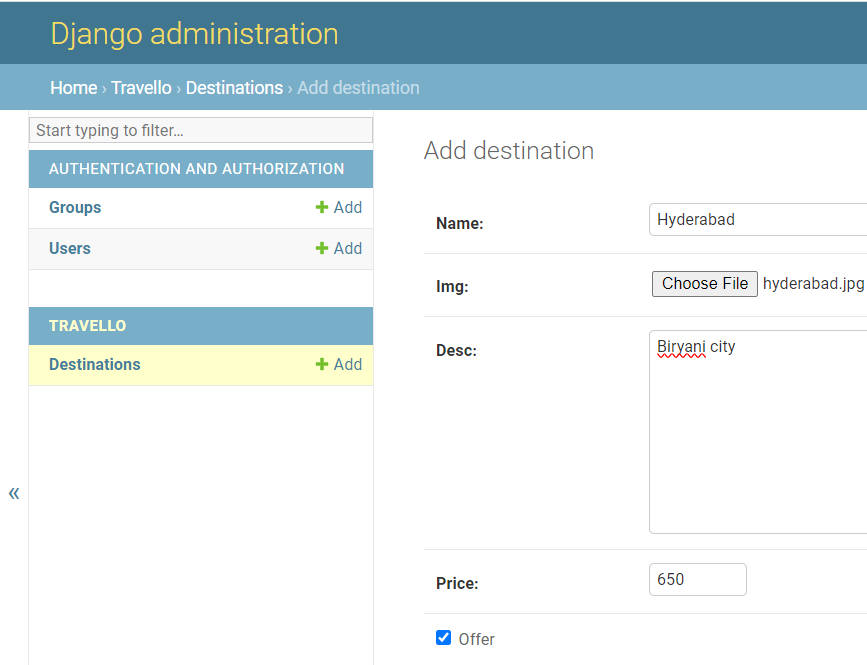 Django administration
Home › Travello › Destinations › Add destination
Start typing to filter...
AUTHENTICATION AND AUTHORIZATION
Groups + Add
Users + Add
TRAVELLO
Destinations + Add
«
Add destination
Name: Hyderabad
Img: Choose File hyderabad.jpg
Desc: Biryani city
Price: 650
Offer